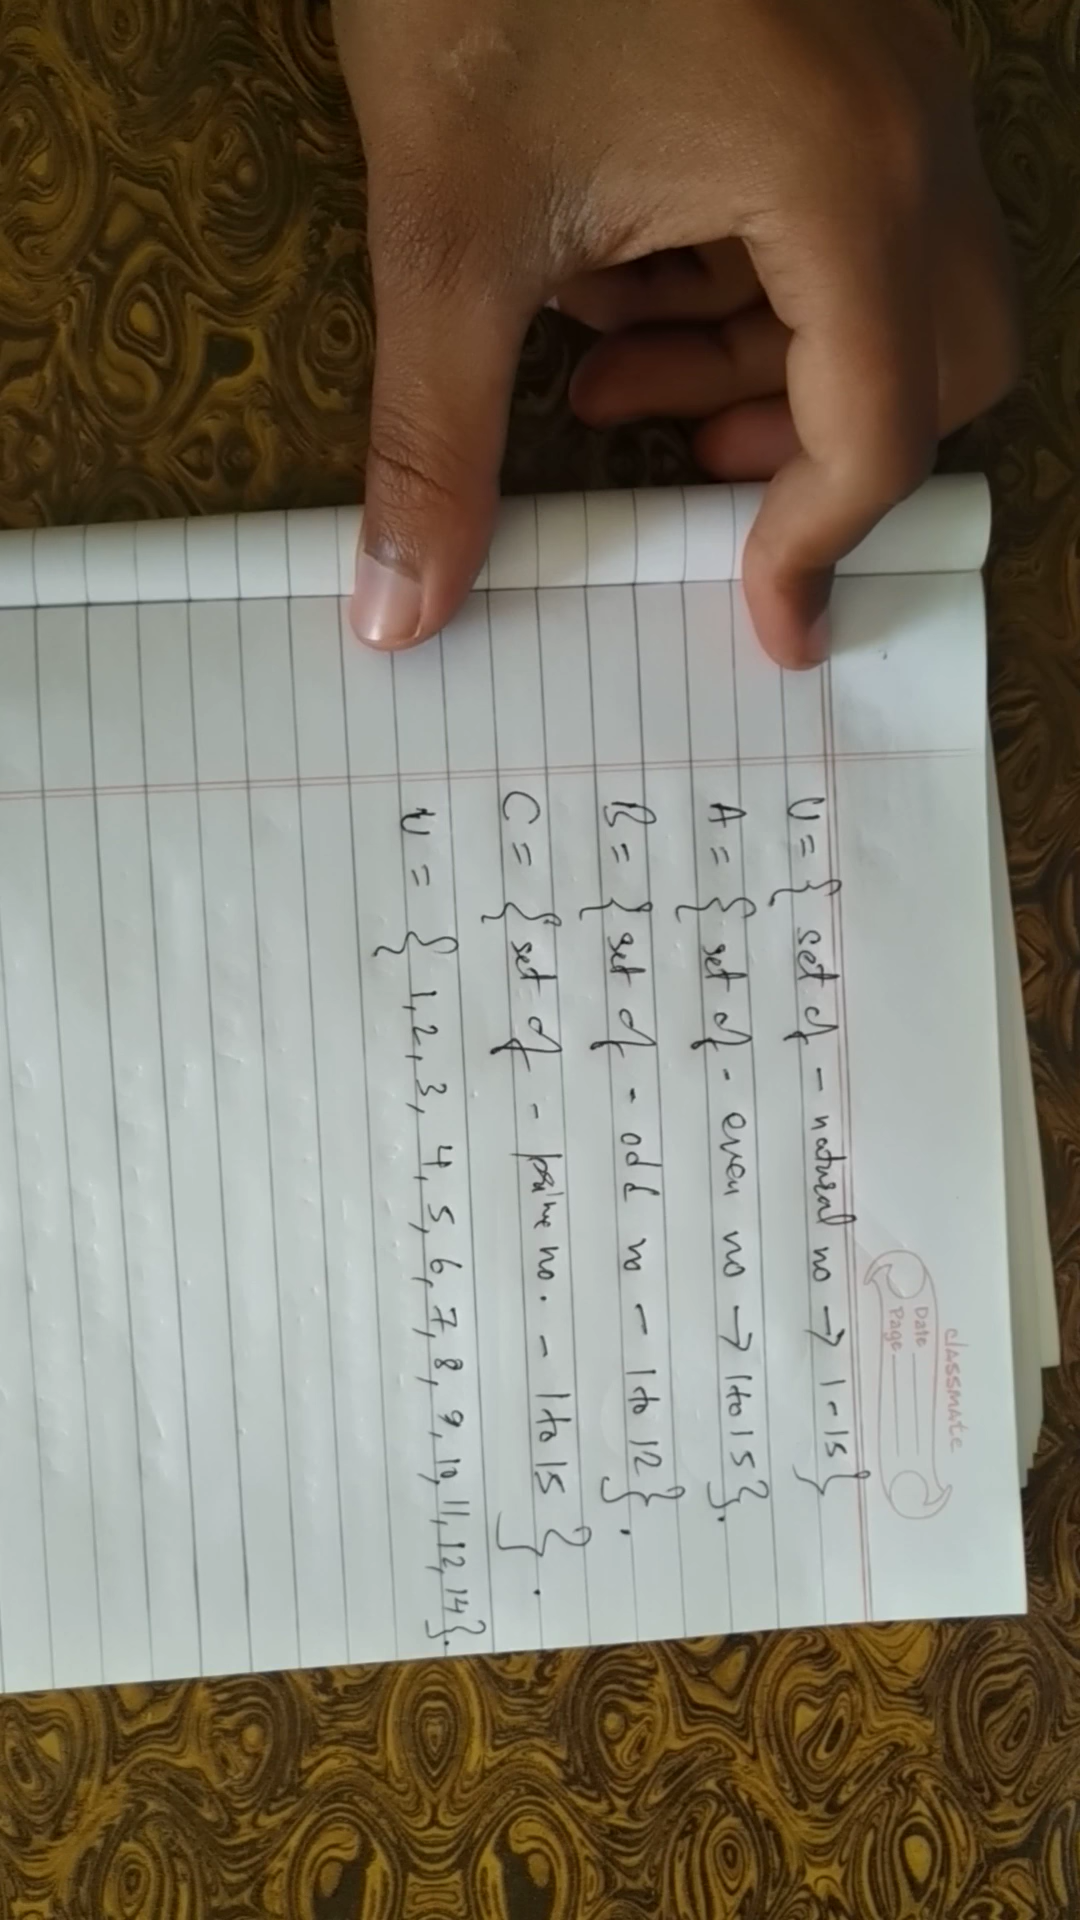 classmate
Date
Page
U = { set of - natural no → 1 - 15}
A = { set of - even no → 1 to 15}.
B = { set of - odd no - 1 to 12}.
C = { set of - prime no. - 1 to 15 }.
U = { 1, 2, 3, 4, 5, 6, 7, 8, 9, 10, 11, 12, 14}.